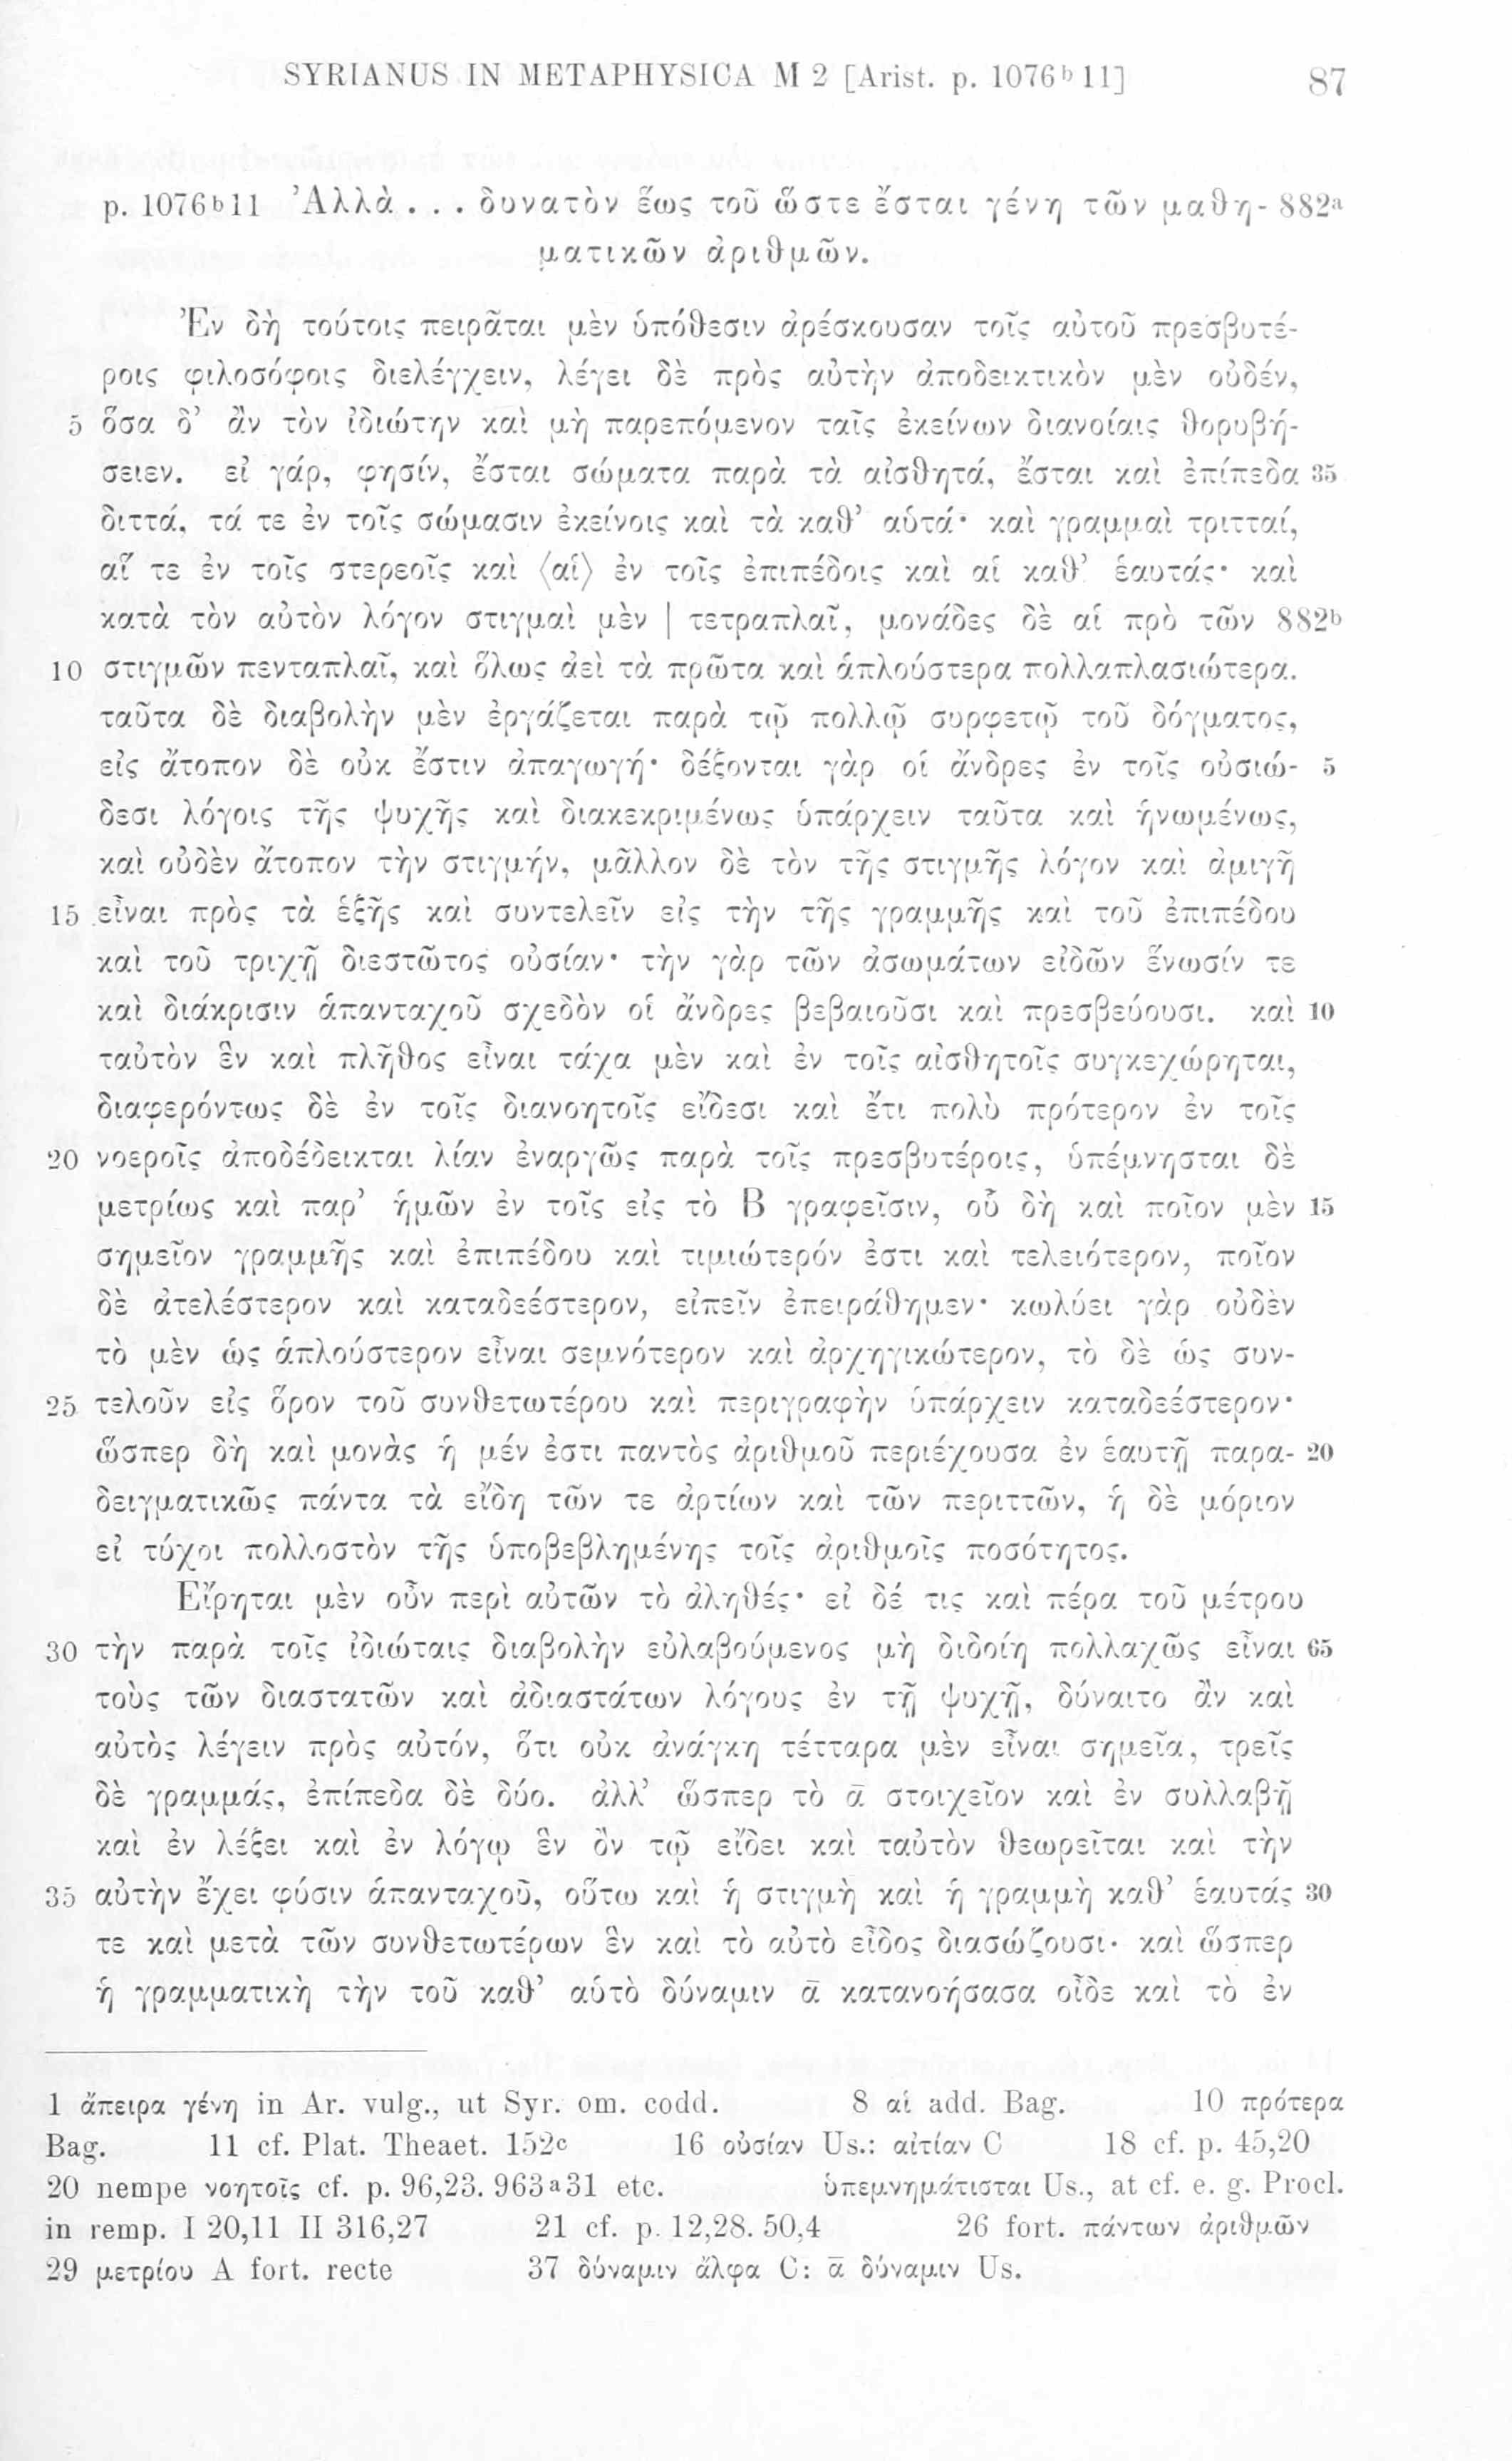 SYRIANUS IN METAPHYSICA M 2 [Arist. p. 1076ᵇ11] 87
p. 1076ᵇ11 Ἀλλὰ . . . δυνατὸν ἕως τοῦ ὥστε ἔσται γένη τῶν μαθη- 882ᵃ
ματικῶν ἀριθμῶν.
Ἐν δὴ τούτοις πειρᾶται μὲν ὑπόθεσιν ἀρέσκουσαν τοῖς αὐτοῦ πρεσβυτέ-
ροις φιλοσόφοις διελέγχειν, λέγει δὲ πρὸς αὐτὴν ἀποδεικτικὸν μὲν οὐδέν,
5 ὅσα δ’ ἂν τὸν ἰδιώτην καὶ μὴ παρεπόμενον ταῖς ἐκείνων διανοίαις θορυβή-
σειεν. εἰ γάρ, φησίν, ἔσται σώματα παρὰ τὰ αἰσθητά, ἔσται καὶ ἐπίπεδα 35
διττά, τά τε ἐν τοῖς σώμασιν ἐκείνοις καὶ τὰ καθ’ αὑτά· καὶ γραμμαὶ τριτταί,
αἵ τε ἐν τοῖς στερεοῖς καὶ ⟨αἱ⟩ ἐν τοῖς ἐπιπέδοις καὶ αἱ καθ’ ἑαυτάς· καὶ
κατὰ τὸν αὐτὸν λόγον στιγμαὶ μὲν | τετραπλαῖ, μονάδες δὲ αἱ πρὸ τῶν 882ᵇ
10 στιγμῶν πενταπλαῖ, καὶ ὅλως ἀεὶ τὰ πρῶτα καὶ ἁπλούστερα πολλαπλασιώτερα.
ταῦτα δὲ διαβολὴν μὲν ἐργάζεται παρὰ τῷ πολλῷ συρφετῷ τοῦ δόγματος,
εἰς ἄτοπον δὲ οὐκ ἔστιν ἀπαγωγή· δέξονται γὰρ οἱ ἄνδρες ἐν τοῖς οὐσιώ- 5
δεσι λόγοις τῆς ψυχῆς καὶ διακεκριμένως ὑπάρχειν ταῦτα καὶ ἡνωμένως,
καὶ οὐδὲν ἄτοπον τὴν στιγμήν, μᾶλλον δὲ τὸν τῆς στιγμῆς λόγον καὶ ἀμιγῆ
15 εἶναι πρὸς τὰ ἑξῆς καὶ συντελεῖν εἰς τὴν τῆς γραμμῆς καὶ τοῦ ἐπιπέδου
καὶ τοῦ τριχῇ διεστῶτος οὐσίαν· τὴν γὰρ τῶν ἀσωμάτων εἰδῶν ἕνωσίν τε
καὶ διάκρισιν ἁπανταχοῦ σχεδὸν οἱ ἄνδρες βεβαιοῦσι καὶ πρεσβεύουσι. καὶ 10
ταὐτὸν ἓν καὶ πλῆθος εἶναι τάχα μὲν καὶ ἐν τοῖς αἰσθητοῖς συγκεχώρηται,
διαφερόντως δὲ ἐν τοῖς διανοητοῖς εἴδεσι καὶ ἔτι πολὺ πρότερον ἐν τοῖς
20 νοεροῖς ἀποδέδεικται λίαν ἐναργῶς παρὰ τοῖς πρεσβυτέροις, ὑπέμνησται δὲ
μετρίως καὶ παρ’ ἡμῶν ἐν τοῖς εἰς τὸ Β γραφεῖσιν, οὗ δὴ καὶ ποῖον μὲν 15
σημεῖον γραμμῆς καὶ ἐπιπέδου καὶ τιμιώτερόν ἐστι καὶ τελειότερον, ποῖον
δὲ ἀτελέστερον καὶ καταδεέστερον, εἰπεῖν ἐπειράθημεν· κωλύει γὰρ οὐδὲν
τὸ μὲν ὡς ἁπλούστερον εἶναι σεμνότερον καὶ ἀρχηγικώτερον, τὸ δὲ ὡς συν-
25 τελοῦν εἰς ὅρον τοῦ συνθετωτέρου καὶ περιγραφὴν ὑπάρχειν καταδεέστερον·
ὥσπερ δὴ καὶ μονὰς ἡ μέν ἐστι παντὸς ἀριθμοῦ περιέχουσα ἐν ἑαυτῇ παρα- 20
δειγματικῶς πάντα τὰ εἴδη τῶν τε ἀρτίων καὶ τῶν περιττῶν, ἡ δὲ μόριον
εἰ τύχοι πολλοστὸν τῆς ὑποβεβλημένης τοῖς ἀριθμοῖς ποσότητος.
Εἴρηται μὲν οὖν περὶ αὐτῶν τὸ ἀληθές· εἰ δέ τις καὶ πέρα τοῦ μέτρου
30 τὴν παρὰ τοῖς ἰδιώταις διαβολὴν εὐλαβούμενος μὴ διδοίη πολλαχῶς εἶναι 65
τοὺς τῶν διαστατῶν καὶ ἀδιαστάτων λόγους ἐν τῇ ψυχῇ, δύναιτο ἂν καὶ
αὐτὸς λέγειν πρὸς αὐτόν, ὅτι οὐκ ἀνάγκη τέτταρα μὲν εἶναι σημεῖα, τρεῖς
δὲ γραμμάς, ἐπίπεδα δὲ δύο. ἀλλ’ ὥσπερ τὸ ᾱ στοιχεῖον καὶ ἐν συλλαβῇ
καὶ ἐν λέξει καὶ ἐν λόγῳ ἓν ὂν τῷ εἴδει καὶ ταὐτὸν θεωρεῖται καὶ τὴν
35 αὐτὴν ἔχει φύσιν ἁπανταχοῦ, οὕτω καὶ ἡ στιγμὴ καὶ ἡ γραμμὴ καθ’ ἑαυτάς 30
τε καὶ μετὰ τῶν συνθετωτέρων ἓν καὶ τὸ αὐτὸ εἶδος διασώζουσι· καὶ ὥσπερ
ἡ γραμματικὴ τὴν τοῦ καθ’ αὑτὸ δύναμιν ᾱ κατανοήσασα οἶδε καὶ τὸ ἐν
1 ἄπειρα γένη in Ar. vulg., ut Syr. om. codd. 8 αἱ add. Bag. 10 πρότερα
Bag. 11 cf. Plat. Theaet. 152ᶜ 16 οὐσίαν Us.: αἰτίαν C 18 cf. p. 45,20
20 nempe νοητοῖς cf. p. 96,23. 963ᵃ31 etc. ὑπεμνημάτισται Us., at cf. e. g. Procl.
in remp. I 20,11 II 316,27 21 cf. p. 12,28. 50,4 26 fort. πάντων ἀριθμῶν
29 μετρίου A fort. recte 37 δύναμιν ἄλφα C: ᾱ δύναμιν Us.